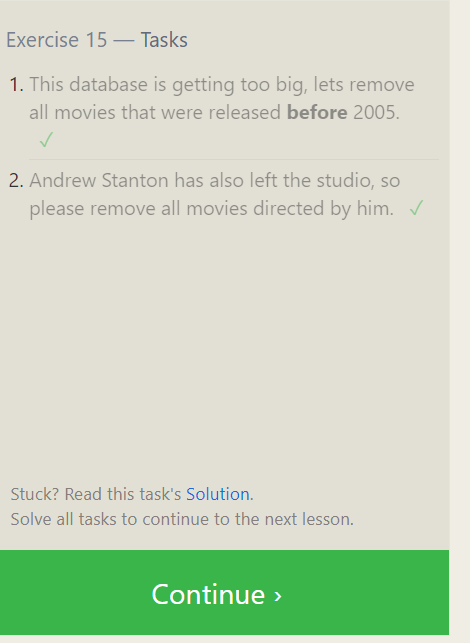 Exercise 15 — Tasks
1. This database is getting too big, lets remove
all movies that were released before 2005.
✓
2. Andrew Stanton has also left the studio, so
please remove all movies directed by him. ✓
Stuck? Read this task's Solution.
Solve all tasks to continue to the next lesson.
Continue ›